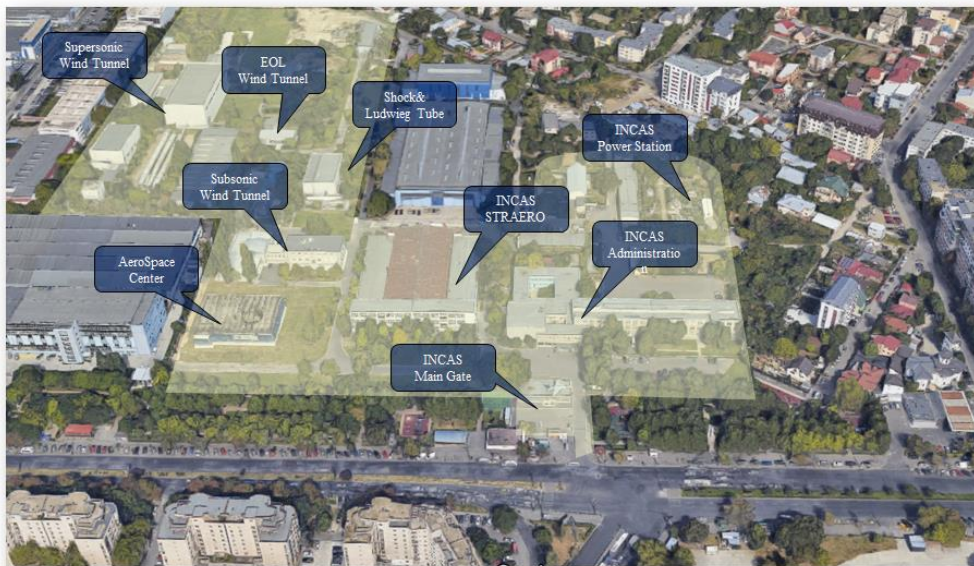 Supersonic
Wind Tunnel
EOL
Wind Tunnel
Shock&
Ludwieg Tube
INCAS
Power Station
Subsonic
Wind Tunnel
INCAS
STRAERO
INCAS
Administratio
n
AeroSpace
Center
INCAS
Main Gate